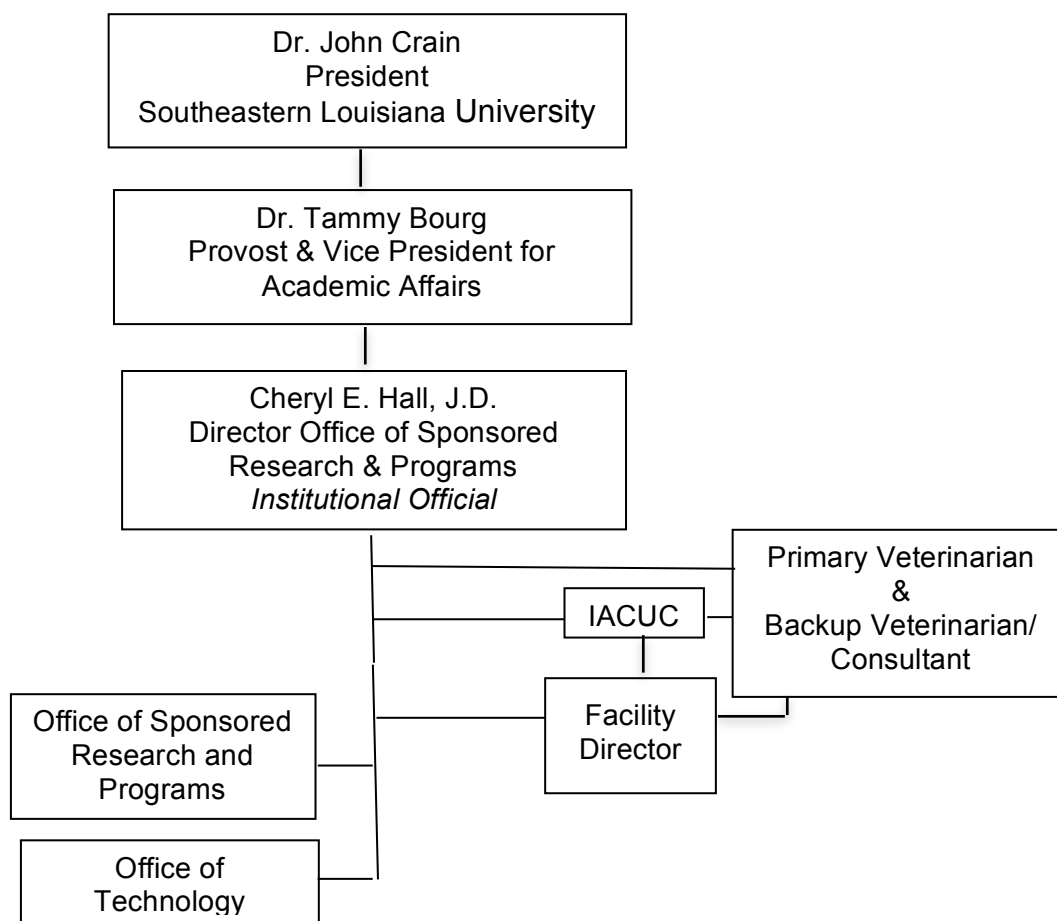 Dr. John Crain
President
Southeastern Louisiana University
Dr. Tammy Bourg
Provost & Vice President for
Academic Affairs
Cheryl E. Hall, J.D.
Director Office of Sponsored
Research & Programs
Institutional Official
Primary Veterinarian
&
Backup Veterinarian/
Consultant
IACUC
Facility
Director
Office of Sponsored
Research and
Programs
Office of
Technology